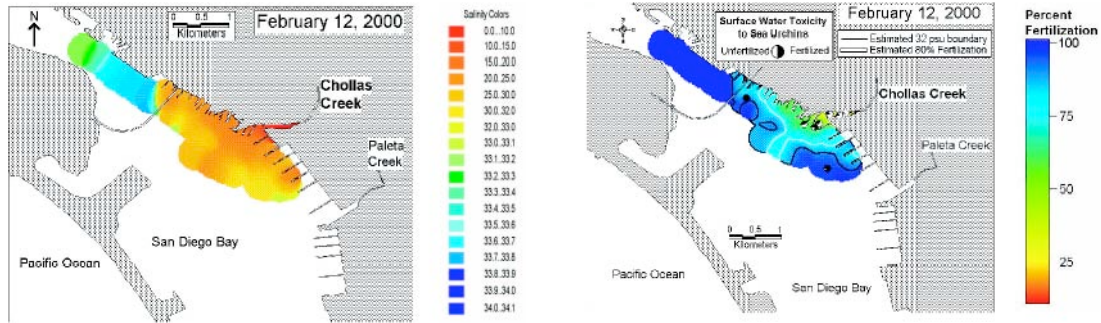 February 12, 2000
N
0 .5 1
Kilometers
Chollas
Creek
Paleta
Creek
San Diego Bay
Pacific Ocean
Salinity Colors
0.0...10.0
10.0..15.0
15.0..20.0
20.0..25.0
25.0..30.0
30.0..32.0
32.0..33.0
33.0..33.1
33.1..33.2
33.2..33.3
33.3..33.4
33.4..33.5
33.5..33.6
33.6..33.7
33.7..33.8
33.8..33.9
33.9..34.0
34.0..34.1
February 12, 2000
Surface Water Toxicity
to Sea Urchins
Unfertilized Fertilized
Estimated 32 psu boundary
Estimated 80% Fertilization
Chollas Creek
Paleta Creek
0 .5 1
Kilometers
Pacific Ocean
San Diego Bay
Percent
Fertilization
100
75
50
25